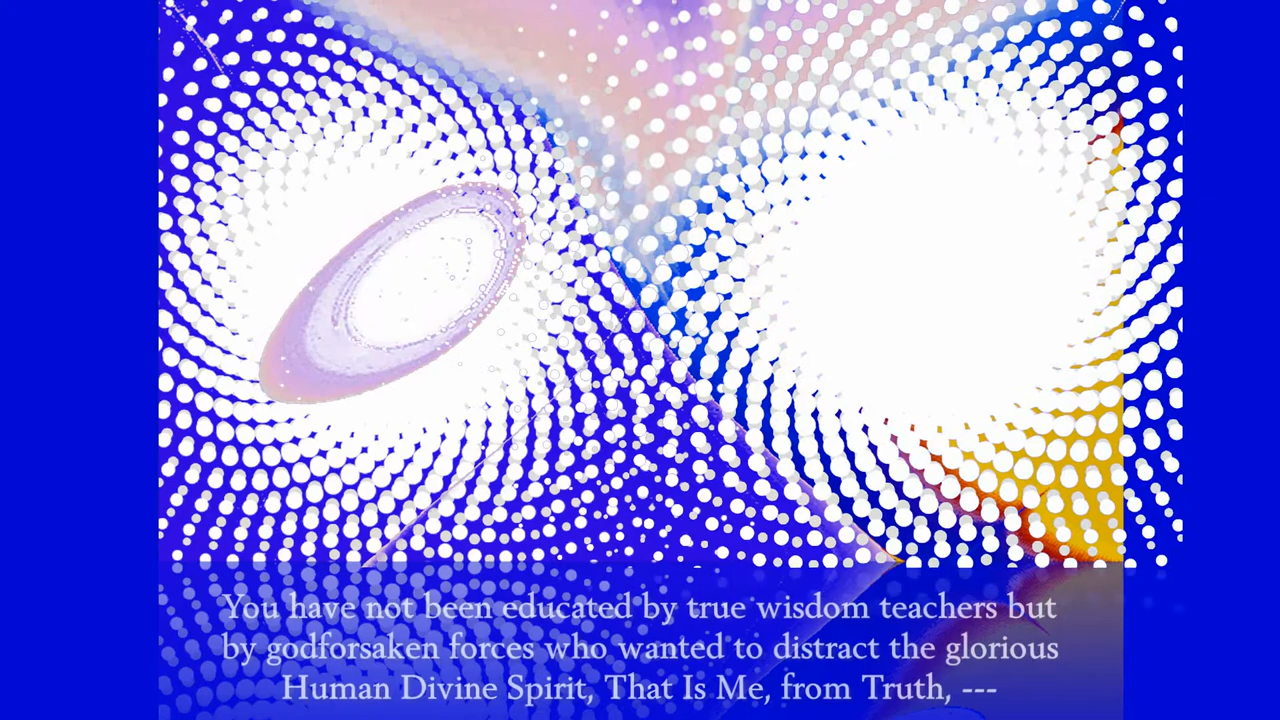 You have not been educated by true wisdom teachers but
by godforsaken forces who wanted to distract the glorious
Human Divine Spirit, That Is Me, from Truth, ---